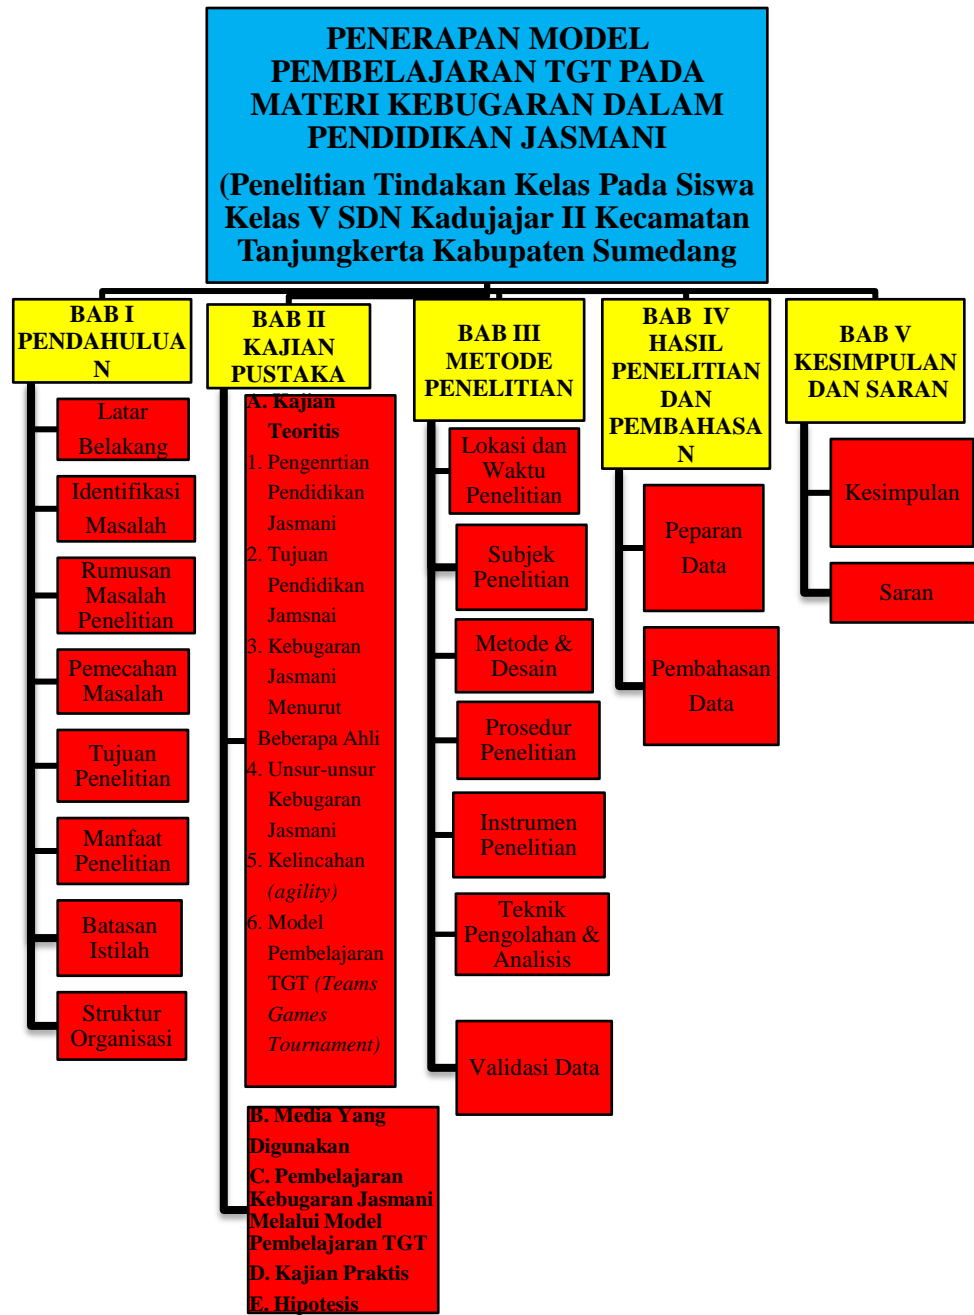 PENERAPAN MODEL
PEMBELAJARAN TGT PADA
MATERI KEBUGARAN DALAM
PENDIDIKAN JASMANI
(Penelitian Tindakan Kelas Pada Siswa
Kelas V SDN Kadujajar II Kecamatan
Tanjungkerta Kabupaten Sumedang
BAB I
PENDAHULUA
N
Latar
Belakang
Identifikasi
Masalah
Rumusan
Masalah
Penelitian
Pemecahan
Masalah
Tujuan
Penelitian
Manfaat
Penelitian
Batasan
Istilah
Struktur
Organisasi
BAB II
KAJIAN
PUSTAKA
A. Kajian
Teoritis
1. Pengenrtian
Pendidikan
Jasmani
2. Tujuan
Pendidikan
Jamsnai
3. Kebugaran
Jasmani
Menurut
Beberapa Ahli
4. Unsur-unsur
Kebugaran
Jasmani
5. Kelincahan
(agility)
6. Model
Pembelajaran
TGT (Teams
Games
Tournament)
B. Media Yang
Digunakan
C. Pembelajaran
Kebugaran Jasmani
Melalui Model
Pembelajaran TGT
D. Kajian Praktis
E. Hipotesis
BAB III
METODE
PENELITIAN
Lokasi dan
Waktu
Penelitian
Subjek
Penelitian
Metode &
Desain
Prosedur
Penelitian
Instrumen
Penelitian
Teknik
Pengolahan &
Analisis
Validasi Data
BAB IV
HASIL
PENELITIAN
DAN
PEMBAHASA
N
Peparan
Data
Pembahasan
Data
BAB V
KESIMPULAN
DAN SARAN
Kesimpulan
Saran